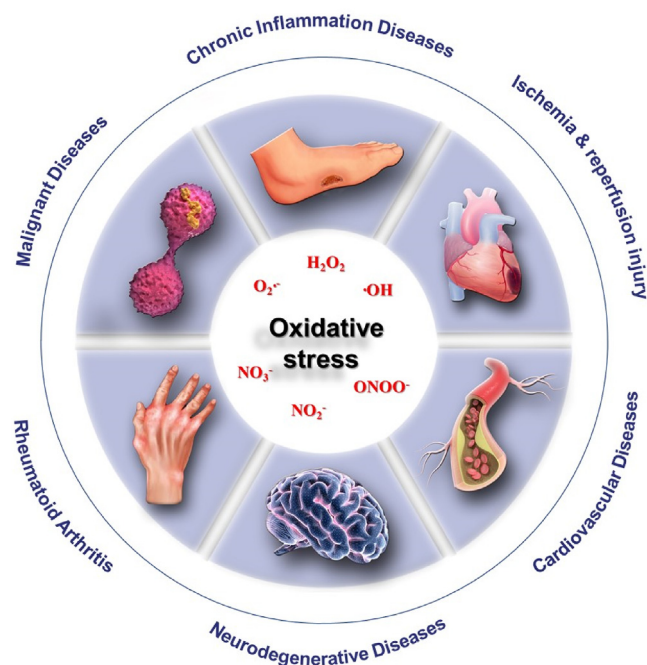 Chronic Inflammation Diseases
Ischemia & reperfusion injury
Malignant Diseases
H₂O₂
O₂•⁻
•OH
Oxidative
stress
NO₃⁻
ONOO⁻
NO₂⁻
Rheumatoid Arthritis
Cardiovascular Diseases
Neurodegenerative Diseases